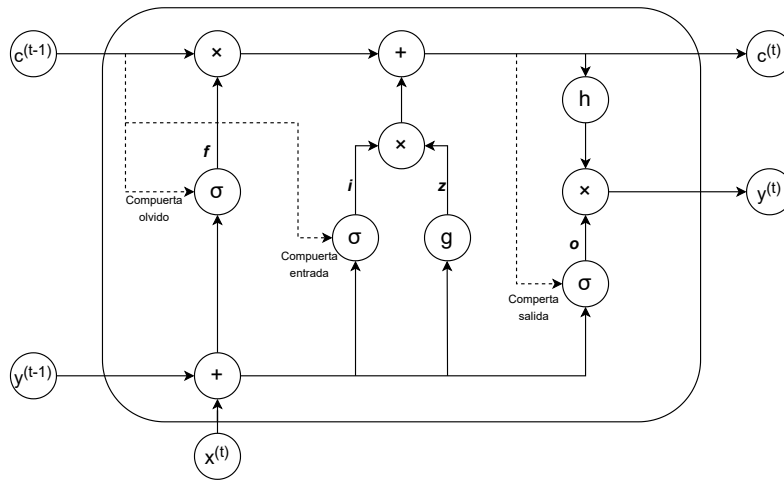 c(t-1)
×
+
c(t)
h
f
×
i
z
σ
×
y(t)
Compuerta
olvido
σ
g
o
Compuerta
entrada
σ
Comperta
salida
y(t-1)
+
x(t)